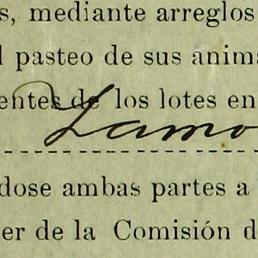 s, mediante arreglos
l pasteo de sus anima
entes de los lotes en
Lamo
dose ambas partes a
er de la Comisión d